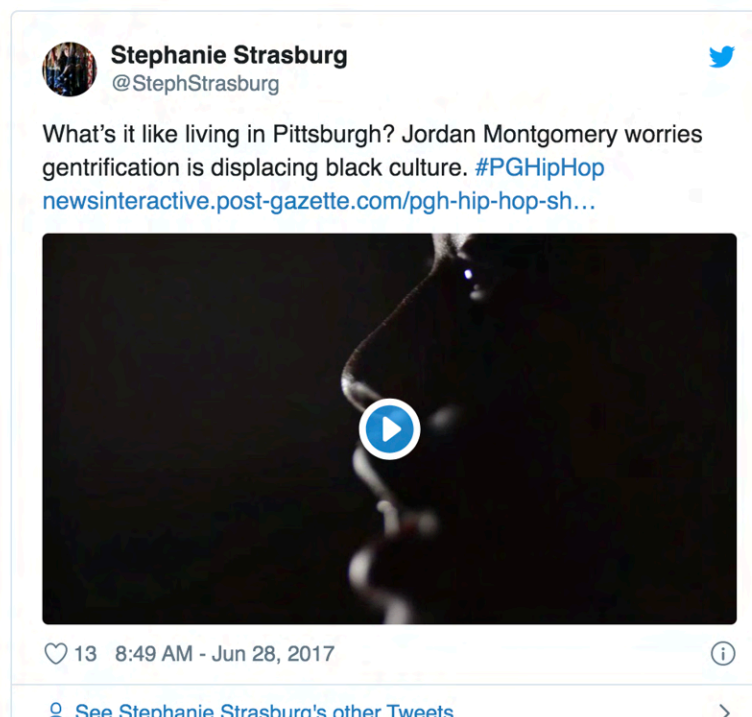 Stephanie Strasburg
@StephStrasburg
What’s it like living in Pittsburgh? Jordan Montgomery worries
gentrification is displacing black culture. #PGHipHop
newsinteractive.post-gazette.com/pgh-hip-hop-sh…
13 8:49 AM - Jun 28, 2017
See Stephanie Strasburg's other Tweets